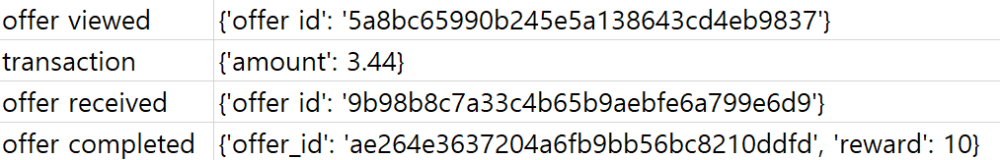 offer viewed {'offer id': '5a8bc65990b245e5a138643cd4eb9837'}
transaction {'amount': 3.44}
offer received {'offer id': '9b98b8c7a33c4b65b9aebfe6a799e6d9'}
offer completed {'offer_id': 'ae264e3637204a6fb9bb56bc8210ddfd', 'reward': 10}